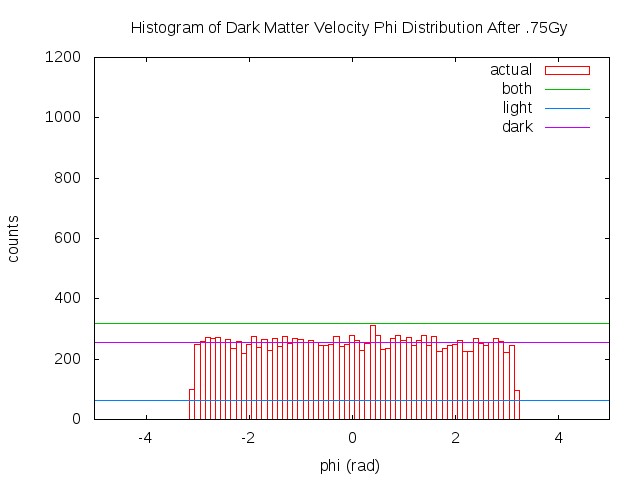 Histogram of Dark Matter Velocity Phi Distribution After .75Gy
1200
1000
800
600
400
200
0
counts
actual
both
light
dark
-4 -2 0 2 4
phi (rad)